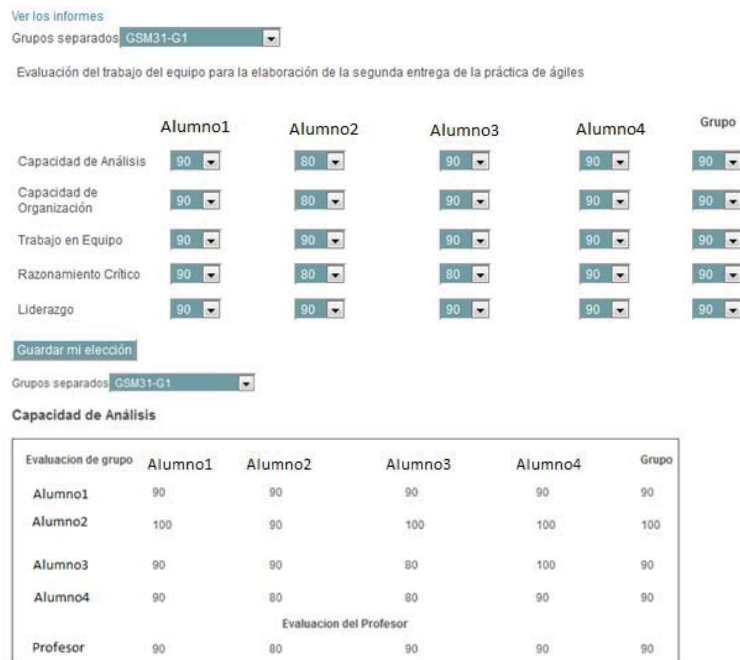 Ver los informes
Grupos separados GSM31-G1
Evaluación del trabajo del equipo para la elaboración de la segunda entrega de la práctica de ágiles
Alumno1 Alumno2 Alumno3 Alumno4 Grupo
Capacidad de Análisis 90 80 90 90 90
Capacidad de
Organización 90 80 90 90 90
Trabajo en Equipo 90 90 90 90 90
Razonamiento Crítico 90 80 80 90 90
Liderazgo 90 90 90 90 90
Guardar mi elección
Grupos separados GSM31-G1
Capacidad de Análisis
Evaluacion de grupo Alumno1 Alumno2 Alumno3 Alumno4 Grupo
Alumno1 90 90 90 90 90
Alumno2 100 90 100 100 100
Alumno3 90 90 80 100 90
Alumno4 90 80 80 90 90
Evaluacion del Profesor
Profesor 90 80 90 90 90